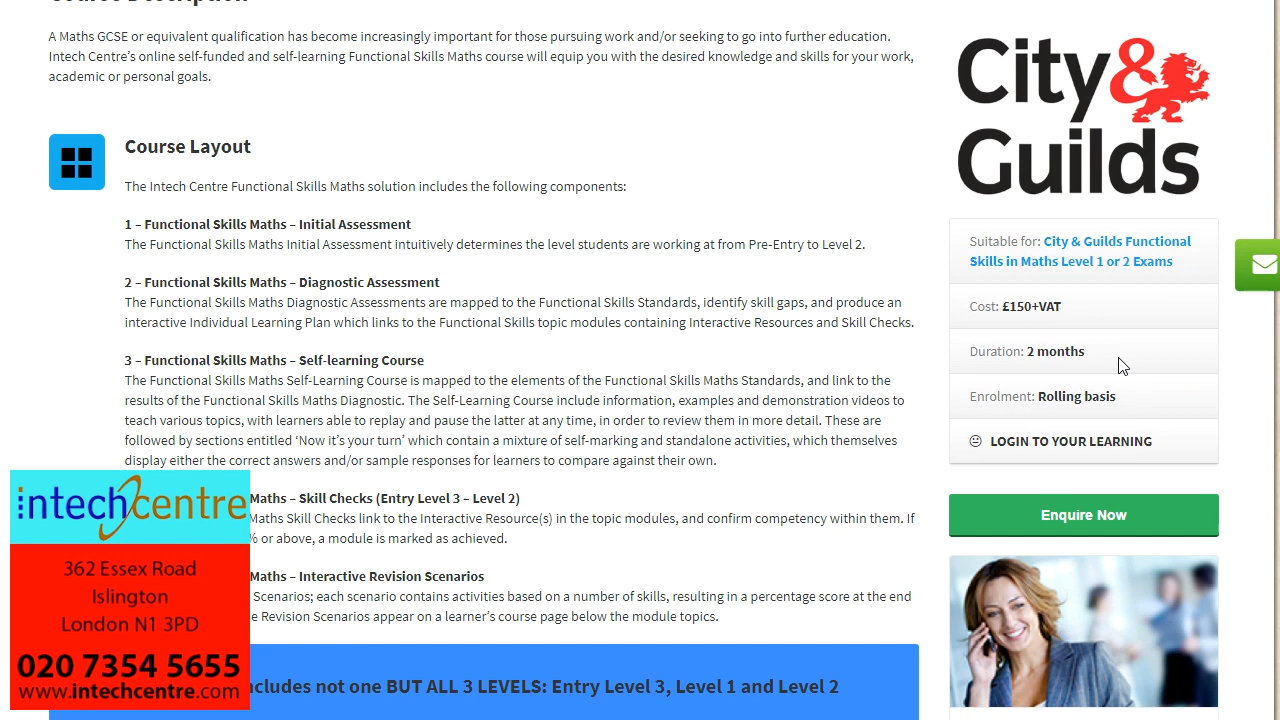 Course Description
A Maths GCSE or equivalent qualification has become increasingly important for those pursuing work and/or seeking to go into further education.
Intech Centre's online self-funded and self-learning Functional Skills Maths course will equip you with the desired knowledge and skills for your work,
academic or personal goals.
Course Layout
The Intech Centre Functional Skills Maths solution includes the following components:
1 – Functional Skills Maths – Initial Assessment
The Functional Skills Maths Initial Assessment intuitively determines the level students are working at from Pre-Entry to Level 2.
2 – Functional Skills Maths – Diagnostic Assessment
The Functional Skills Maths Diagnostic Assessments are mapped to the Functional Skills Standards, identify skill gaps, and produce an
interactive Individual Learning Plan which links to the Functional Skills topic modules containing Interactive Resources and Skill Checks.
3 – Functional Skills Maths – Self-learning Course
The Functional Skills Maths Self-Learning Course is mapped to the elements of the Functional Skills Maths Standards, and link to the
results of the Functional Skills Maths Diagnostic. The Self-Learning Course include information, examples and demonstration videos to
teach various topics, with learners able to replay and pause the latter at any time, in order to review them in more detail. These are
followed by sections entitled 'Now it's your turn' which contain a mixture of self-marking and standalone activities, which themselves
display either the correct answers and/or sample responses for learners to compare against their own.
Maths – Skill Checks (Entry Level 3 – Level 2)
Maths Skill Checks link to the Interactive Resource(s) in the topic modules, and confirm competency within them. If
% or above, a module is marked as achieved.
Maths – Interactive Revision Scenarios
Scenarios; each scenario contains activities based on a number of skills, resulting in a percentage score at the end
e Revision Scenarios appear on a learner's course page below the module topics.
ncludes not one BUT ALL 3 LEVELS: Entry Level 3, Level 1 and Level 2
intechcentre
362 Essex Road
Islington
London N1 3PD
020 7354 5655
www.intechcentre.com
City&
Guilds
Suitable for: City & Guilds Functional
Skills in Maths Level 1 or 2 Exams
Cost: £150+VAT
Duration: 2 months
Enrolment: Rolling basis
LOGIN TO YOUR LEARNING
Enquire Now